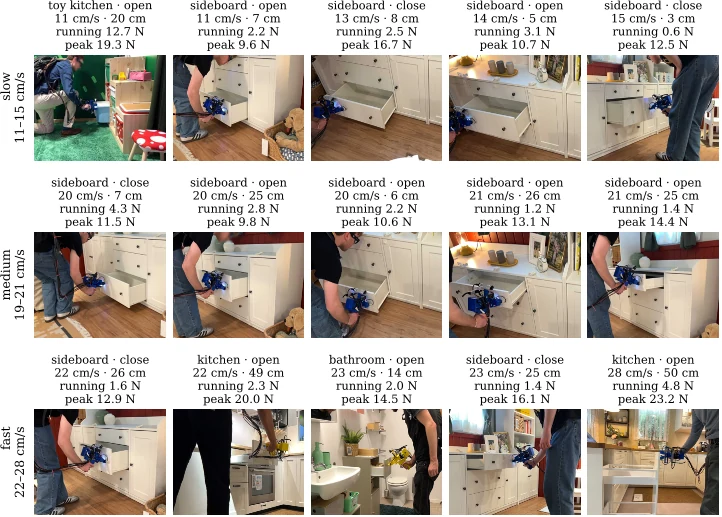 toy kitchen · open
11 cm/s · 20 cm
running 12.7 N
peak 19.3 N
sideboard · open
11 cm/s · 7 cm
running 2.2 N
peak 9.6 N
sideboard · close
13 cm/s · 8 cm
running 2.5 N
peak 16.7 N
sideboard · open
14 cm/s · 5 cm
running 3.1 N
peak 10.7 N
sideboard · close
15 cm/s · 3 cm
running 0.6 N
peak 12.5 N
slow
11–15 cm/s
sideboard · close
20 cm/s · 7 cm
running 4.3 N
peak 11.5 N
sideboard · open
20 cm/s · 25 cm
running 2.8 N
peak 9.8 N
sideboard · open
20 cm/s · 6 cm
running 2.2 N
peak 10.6 N
sideboard · open
21 cm/s · 26 cm
running 1.2 N
peak 13.1 N
sideboard · open
21 cm/s · 25 cm
running 1.4 N
peak 14.4 N
medium
19–21 cm/s
sideboard · close
22 cm/s · 26 cm
running 1.6 N
peak 12.9 N
kitchen · open
22 cm/s · 49 cm
running 2.3 N
peak 20.0 N
bathroom · open
23 cm/s · 14 cm
running 2.0 N
peak 14.5 N
sideboard · close
23 cm/s · 25 cm
running 1.4 N
peak 16.1 N
kitchen · open
28 cm/s · 50 cm
running 4.8 N
peak 23.2 N
fast
22–28 cm/s